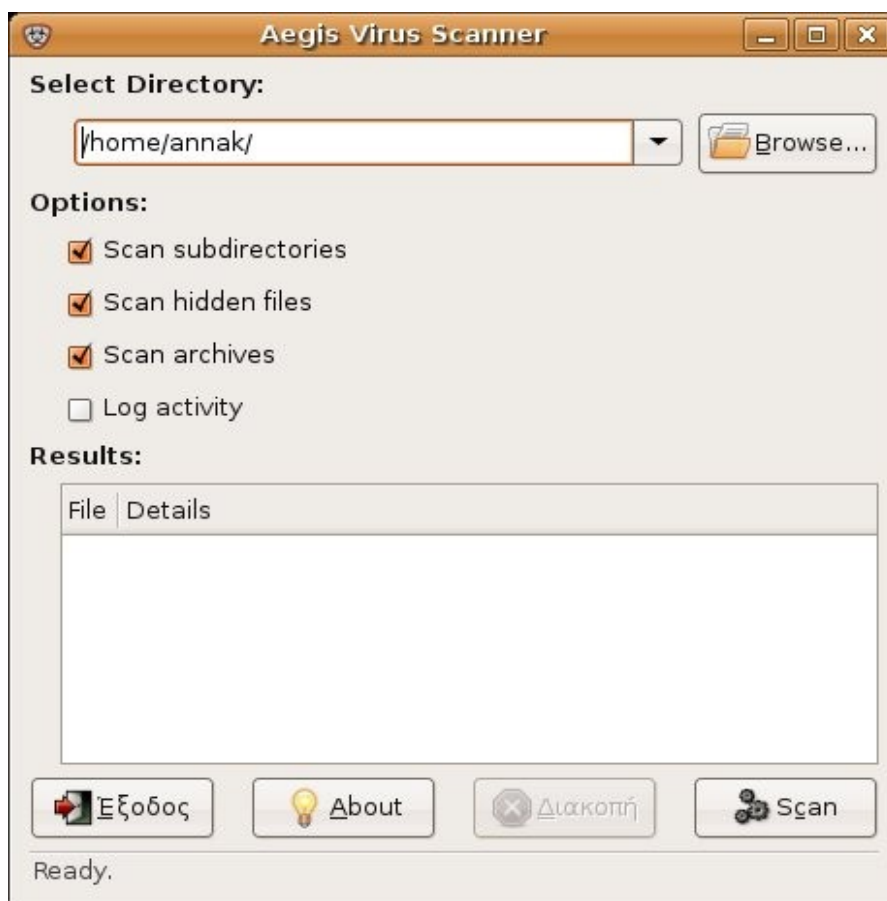 Aegis Virus Scanner
Select Directory:
/home/annak/
Browse...
Options:
Scan subdirectories
Scan hidden files
Scan archives
Log activity
Results:
File Details
Έξοδος About Διακοπή Scan
Ready.